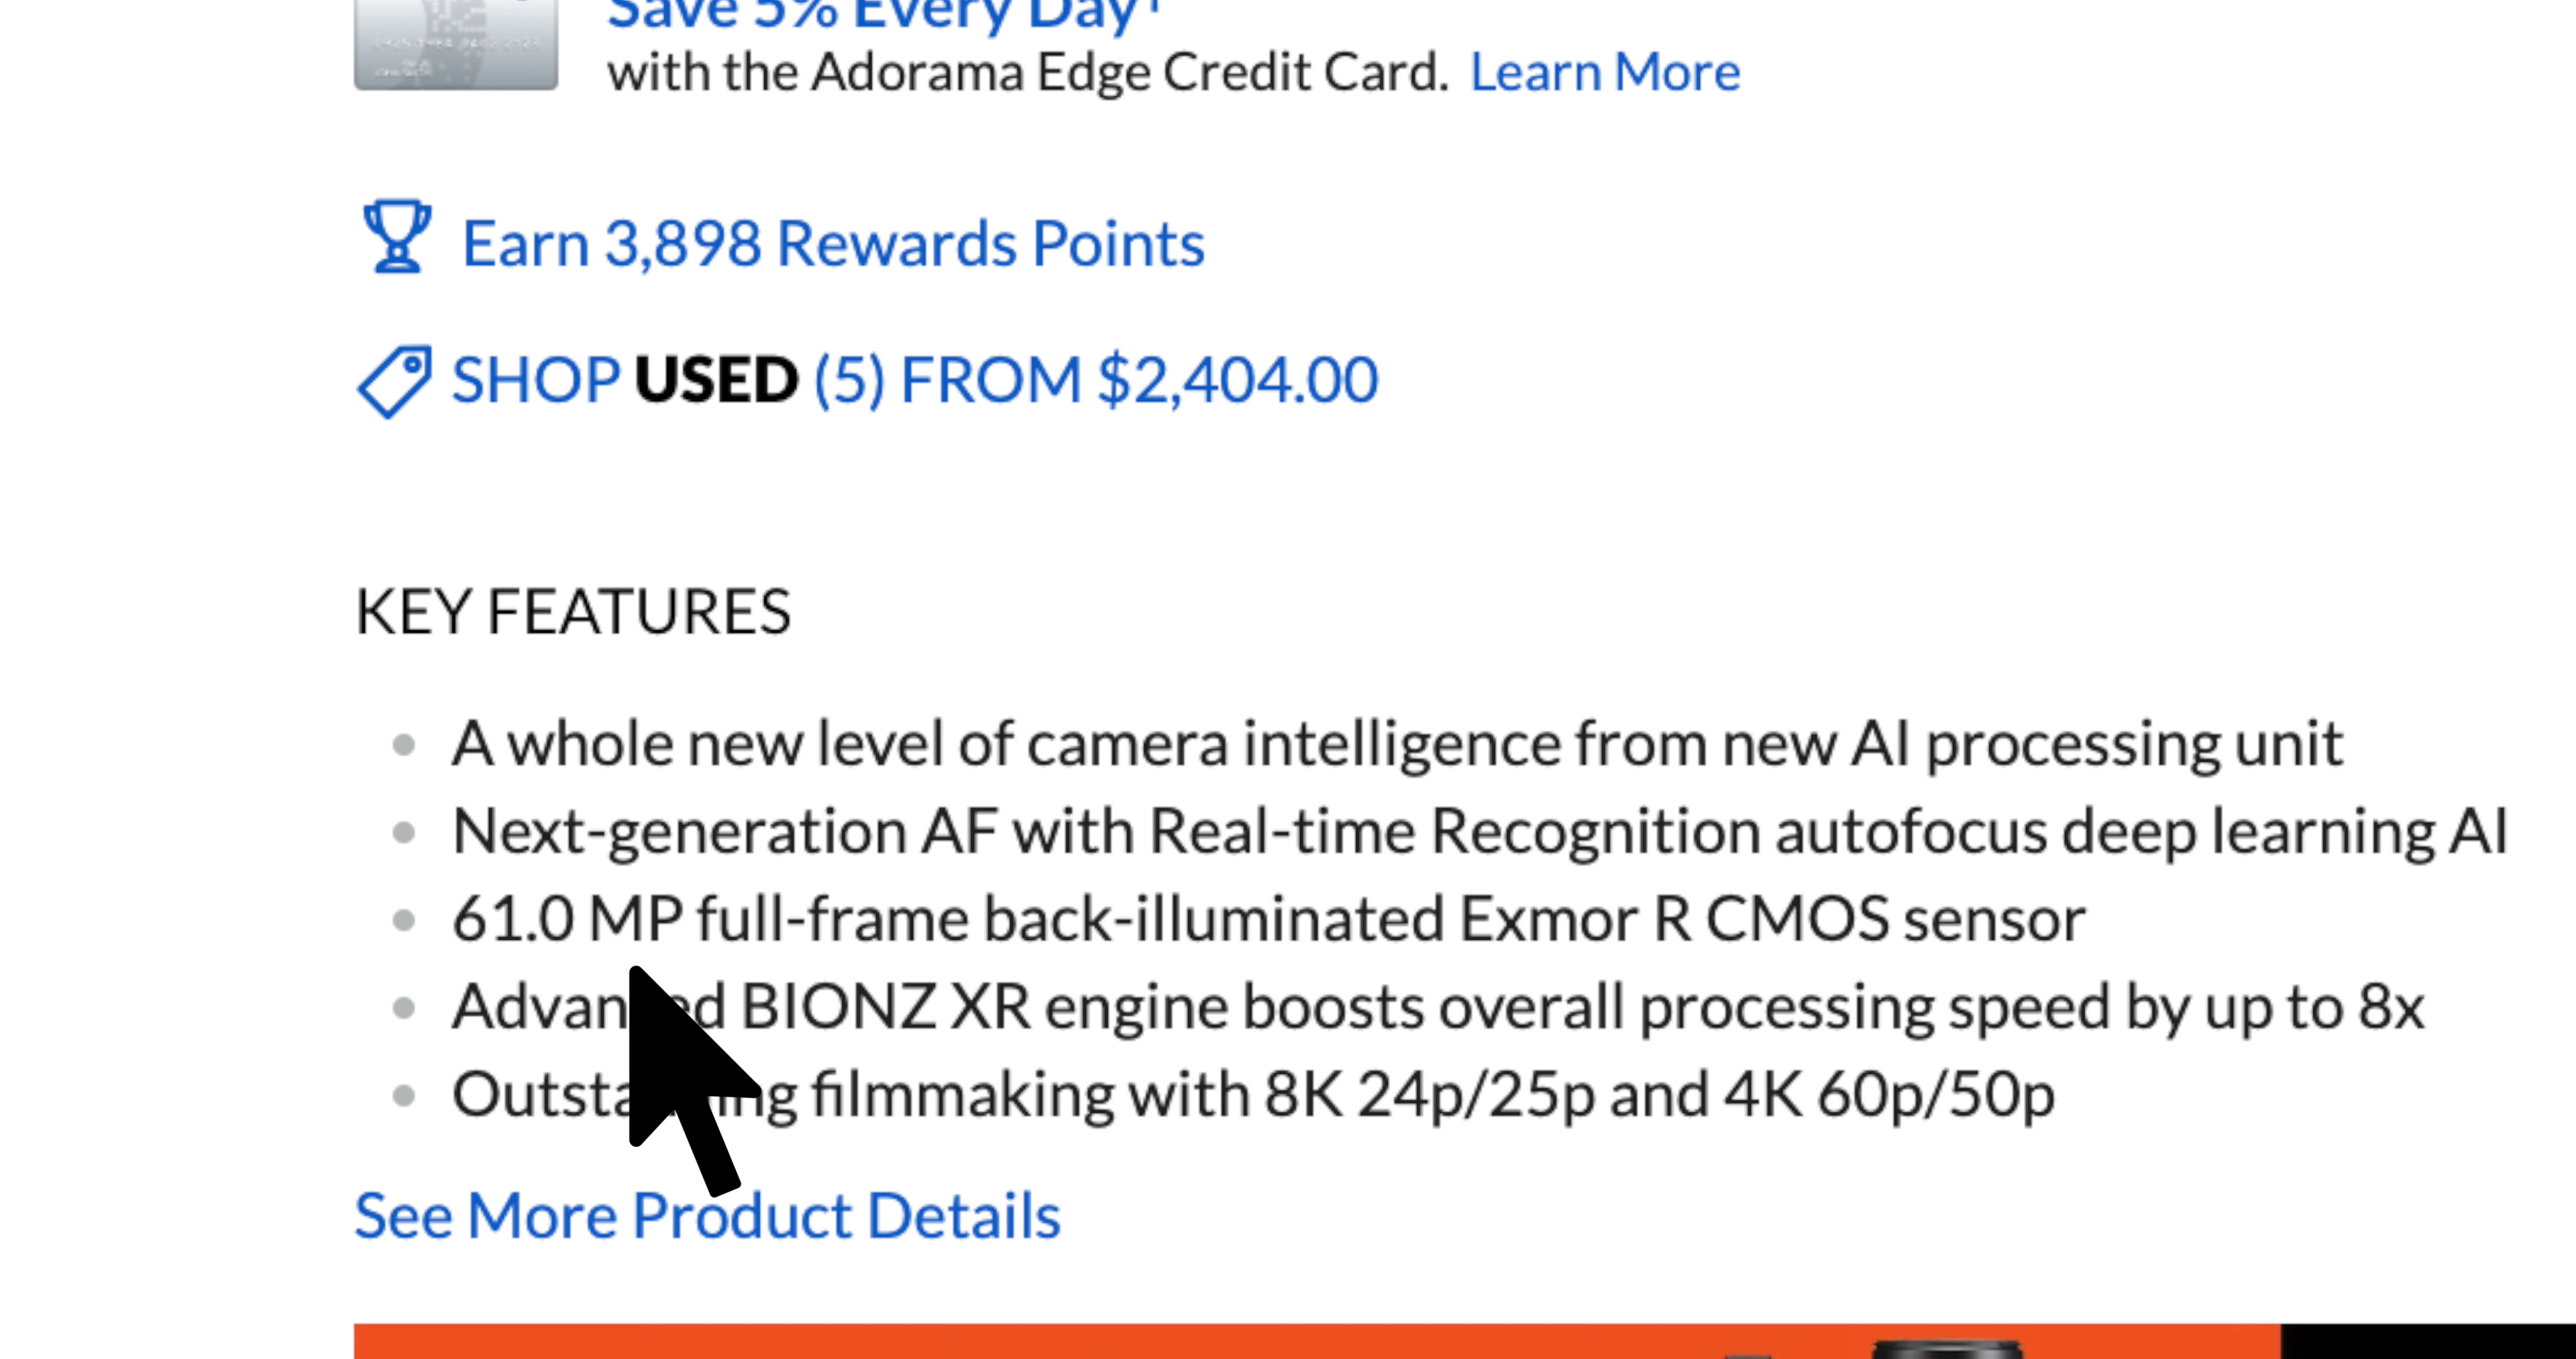 Save 5% Every Day†
with the Adorama Edge Credit Card. Learn More
Earn 3,898 Rewards Points
SHOP USED (5) FROM $2,404.00
KEY FEATURES
A whole new level of camera intelligence from new AI processing unit
Next-generation AF with Real-time Recognition autofocus deep learning AI
61.0 MP full-frame back-illuminated Exmor R CMOS sensor
Advanced BIONZ XR engine boosts overall processing speed by up to 8x
Outstanding filmmaking with 8K 24p/25p and 4K 60p/50p
See More Product Details